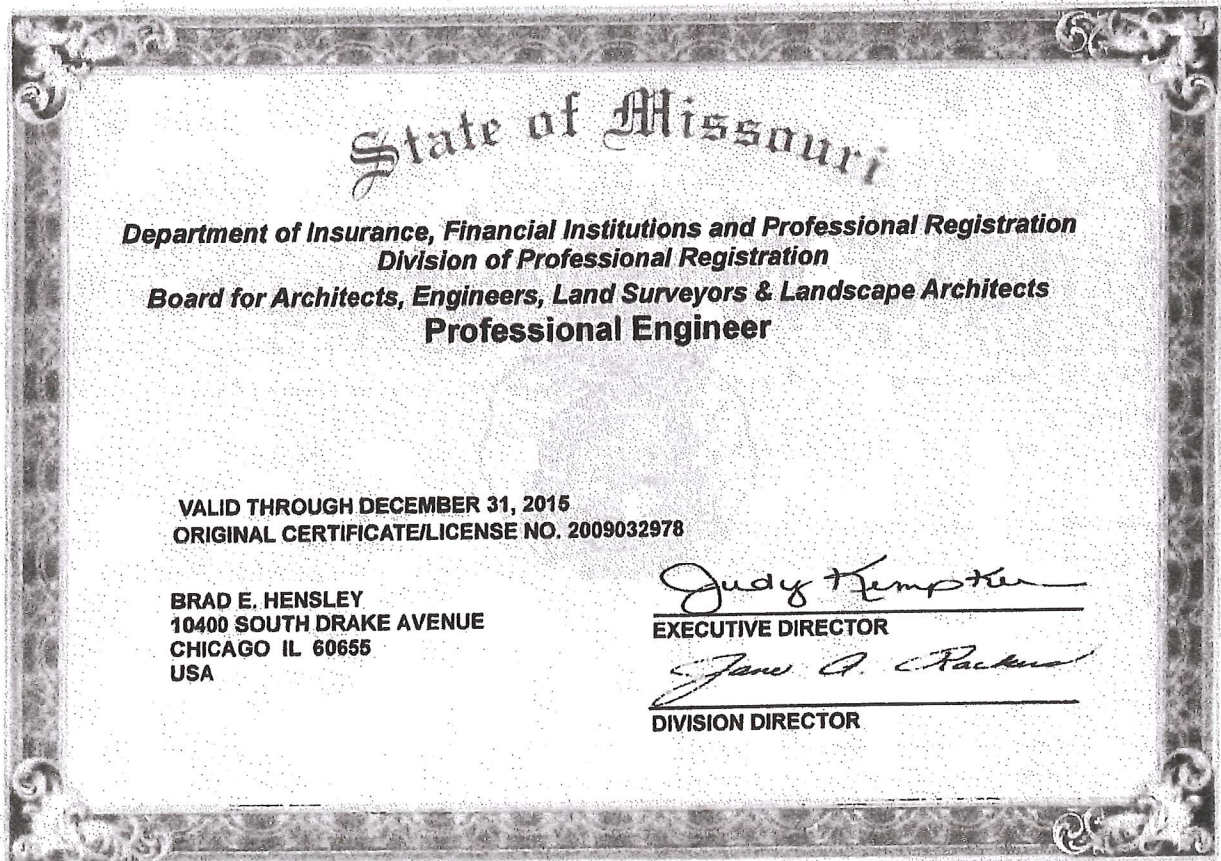 State of Missouri
Department of Insurance, Financial Institutions and Professional Registration
Division of Professional Registration
Board for Architects, Engineers, Land Surveyors & Landscape Architects
Professional Engineer
VALID THROUGH DECEMBER 31, 2015
ORIGINAL CERTIFICATE/LICENSE NO. 2009032978
BRAD E. HENSLEY
10400 SOUTH DRAKE AVENUE
CHICAGO IL 60655
USA
Judy Kempker
EXECUTIVE DIRECTOR
Jane A. Rackers
DIVISION DIRECTOR